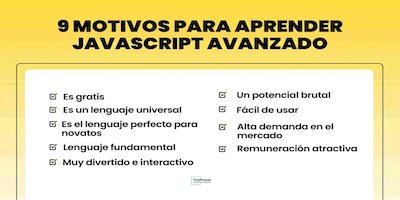 9 MOTIVOS PARA APRENDER
JAVASCRIPT AVANZADO
Es gratis
Es un lenguaje universal
Es el lenguaje perfecto para
novatos
Lenguaje fundamental
Muy divertido e interactivo
Un potencial brutal
Fácil de usar
Alta demanda en el
mercado
Remuneración atractiva